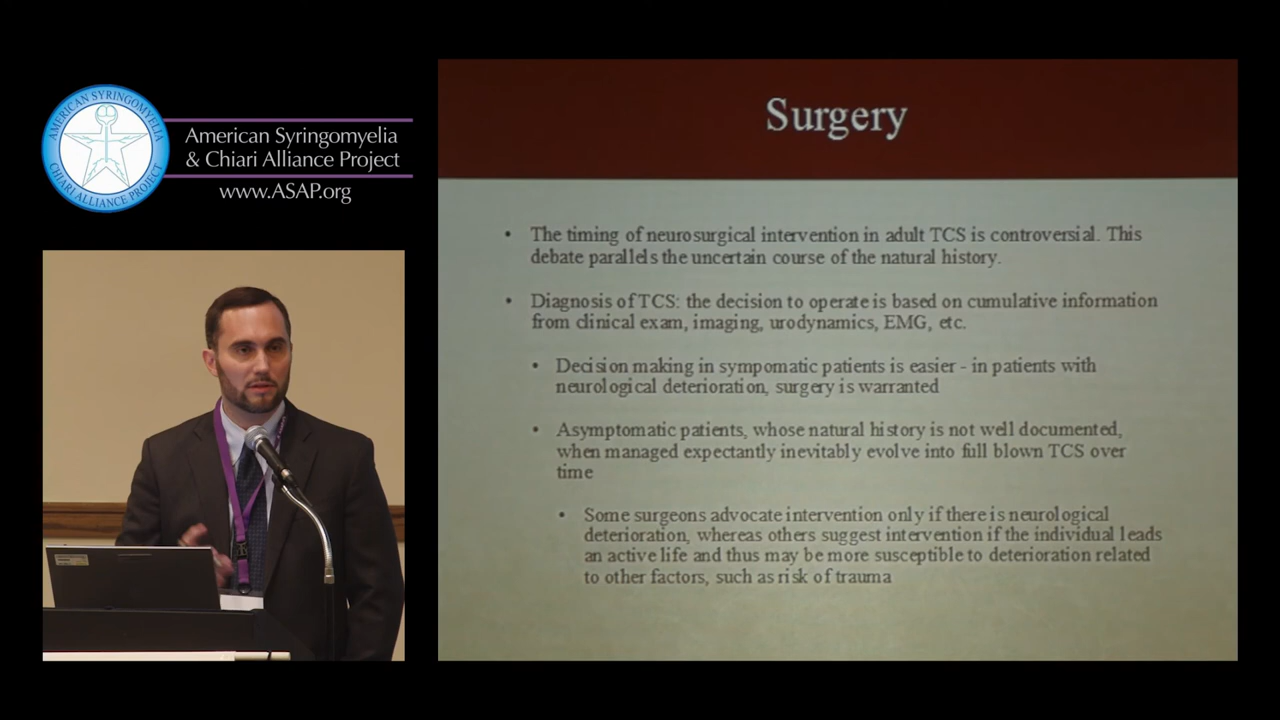 AMERICAN SYRINGOMYELIA
CHIARI ALLIANCE PROJECT
American Syringomyelia
& Chiari Alliance Project
www.ASAP.org
Surgery
• The timing of neurosurgical intervention in adult TCS is controversial. This
debate parallels the uncertain course of the natural history.
• Diagnosis of TCS: the decision to operate is based on cumulative information
from clinical exam, imaging, urodynamics, EMG, etc.
• Decision making in sympomatic patients is easier - in patients with
neurological deterioration, surgery is warranted
• Asymptomatic patients, whose natural history is not well documented,
when managed expectantly inevitably evolve into full blown TCS over
time
• Some surgeons advocate intervention only if there is neurological
deterioration, whereas others suggest intervention if the individual leads
an active life and thus may be more susceptible to deterioration related
to other factors, such as risk of trauma